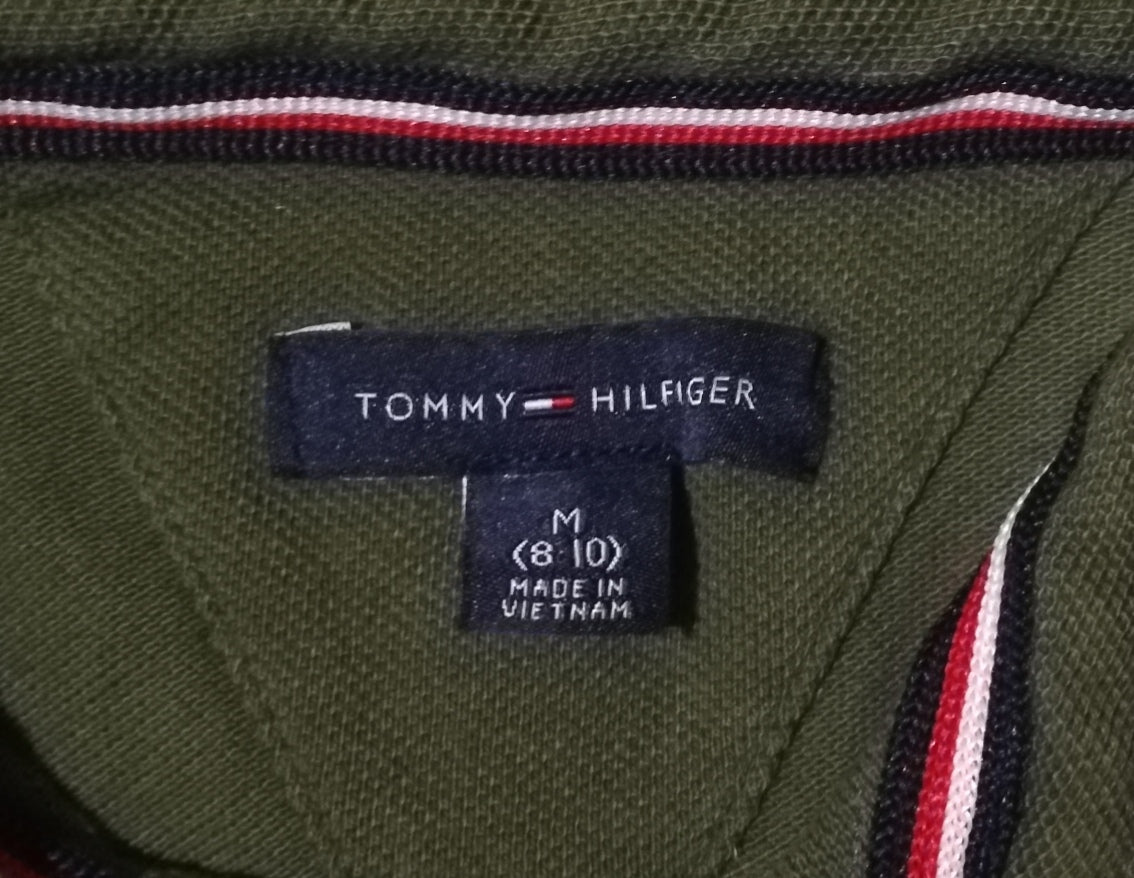 TOMMY HILFIGER
M
(8-10)
MADE IN
VIETNAM